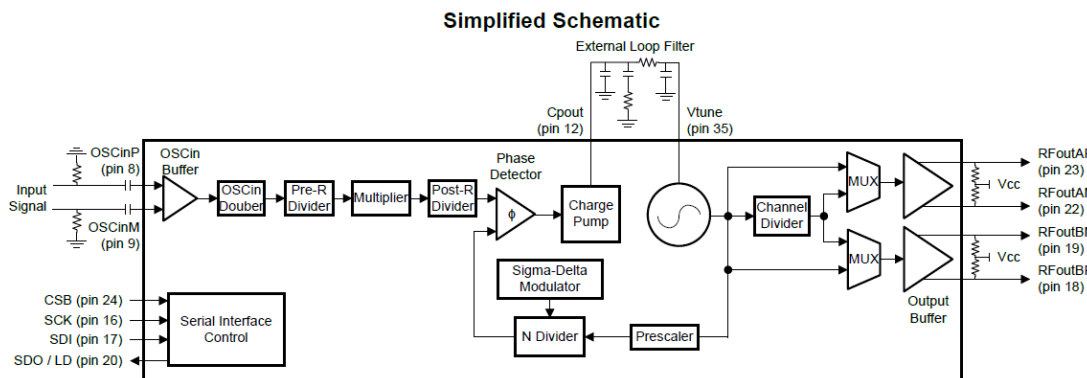 Simplified Schematic
External Loop Filter
Cpout
(pin 12)
Vtune
(pin 35)
OSCinP
(pin 8)
OSCin
Buffer
Input
Signal
OSCinM
(pin 9)
OSCin
Douber
Pre-R
Divider
Multiplier
Post-R
Divider
Phase
Detector
ϕ
Charge
Pump
Channel
Divider
MUX
MUX
RFoutAP
(pin 23)
Vcc
RFoutAM
(pin 22)
RFoutBM
(pin 19)
Vcc
RFoutBP
(pin 18)
Output
Buffer
Sigma-Delta
Modulator
N Divider
Prescaler
CSB (pin 24)
SCK (pin 16)
SDI (pin 17)
SDO / LD (pin 20)
Serial Interface
Control